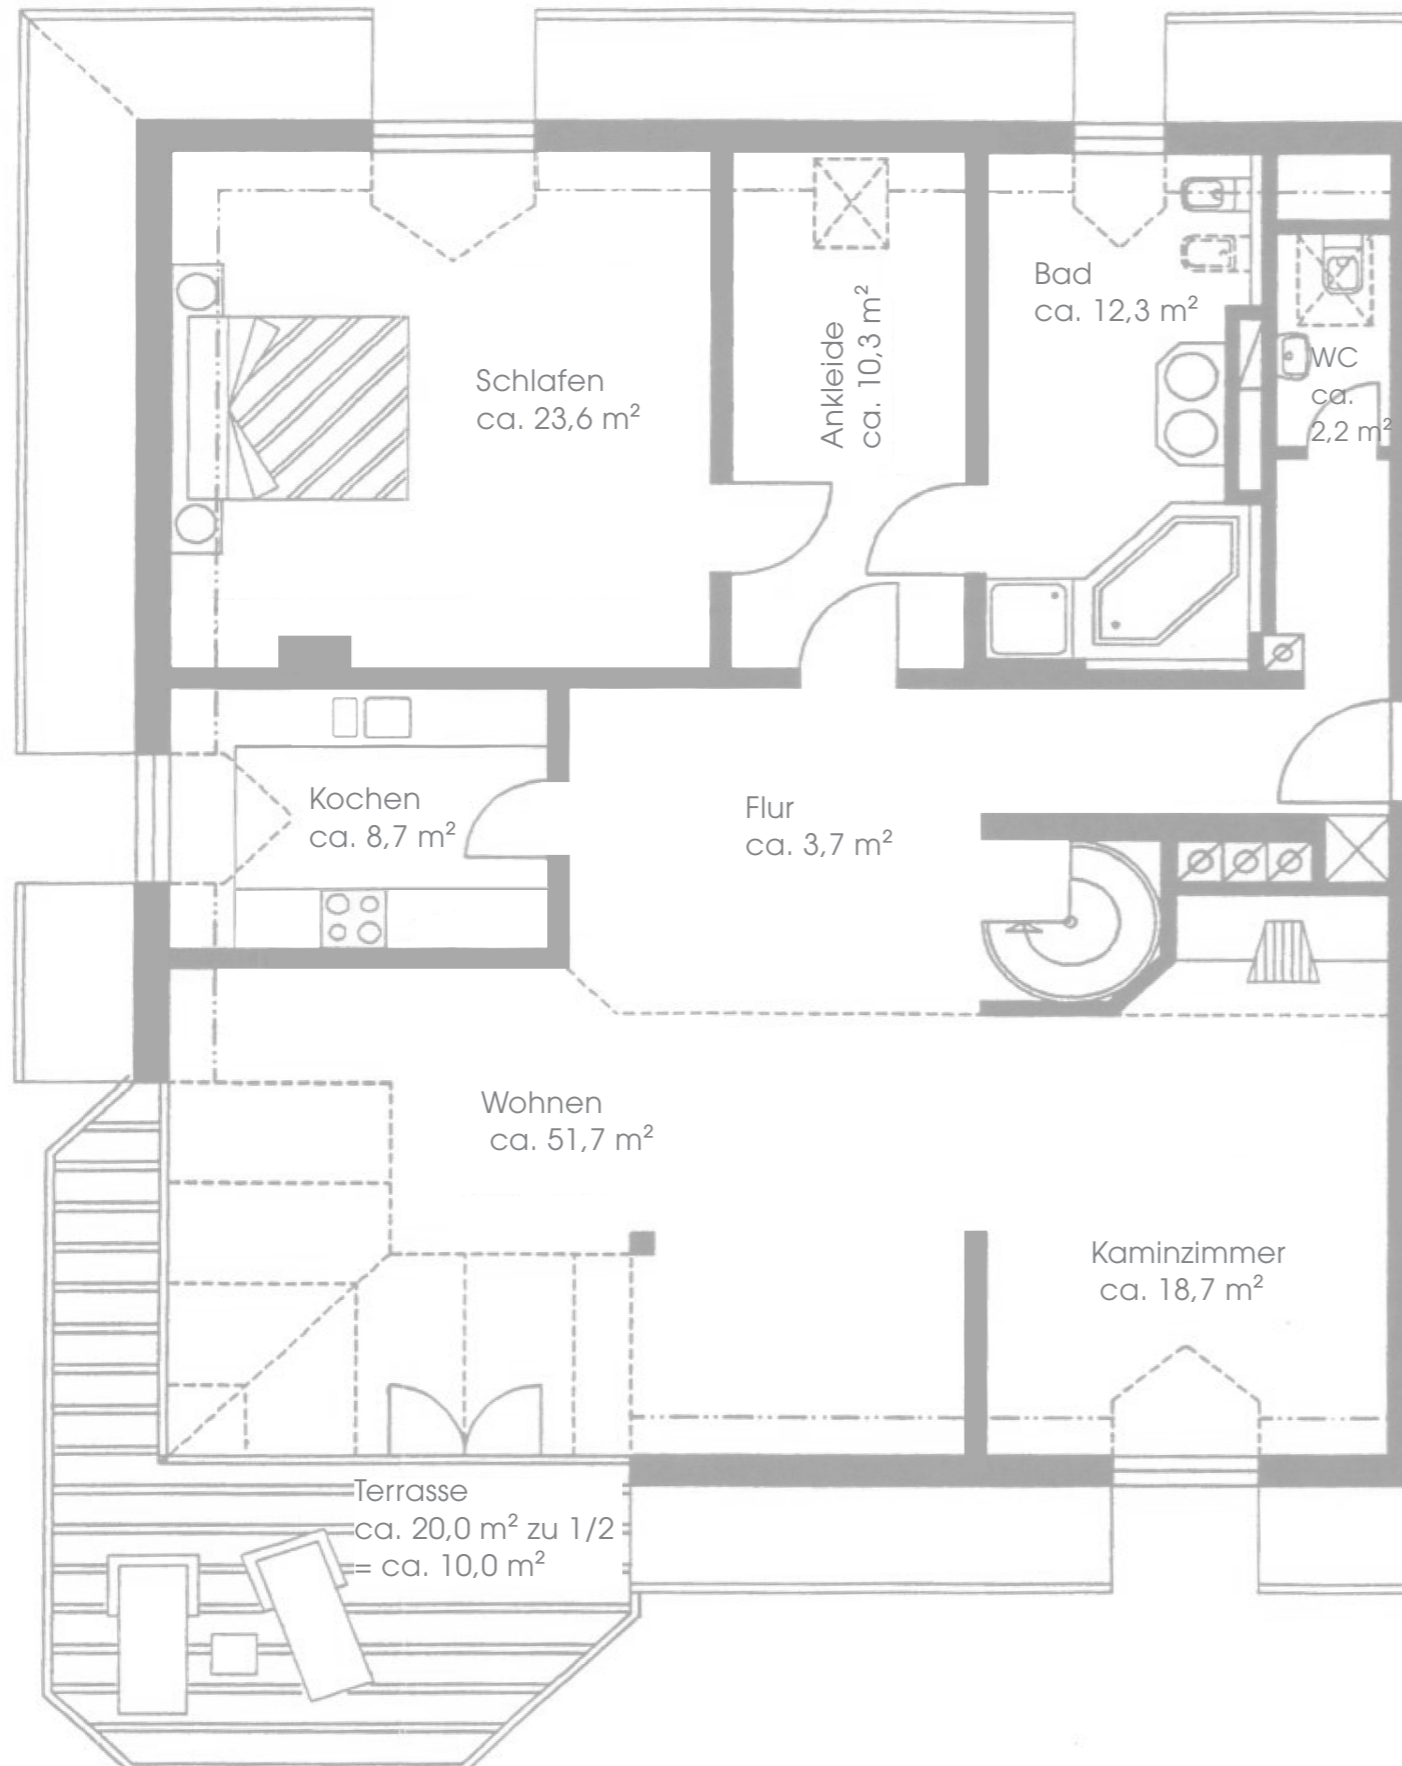 Bad
ca. 12,3 m²
Ankleide
ca. 10,3 m²
WC
ca.
2,2 m²
Schlafen
ca. 23,6 m²
Kochen
ca. 8,7 m²
Flur
ca. 3,7 m²
Wohnen
ca. 51,7 m²
Kaminzimmer
ca. 18,7 m²
Terrasse
ca. 20,0 m² zu 1/2
= ca. 10,0 m²